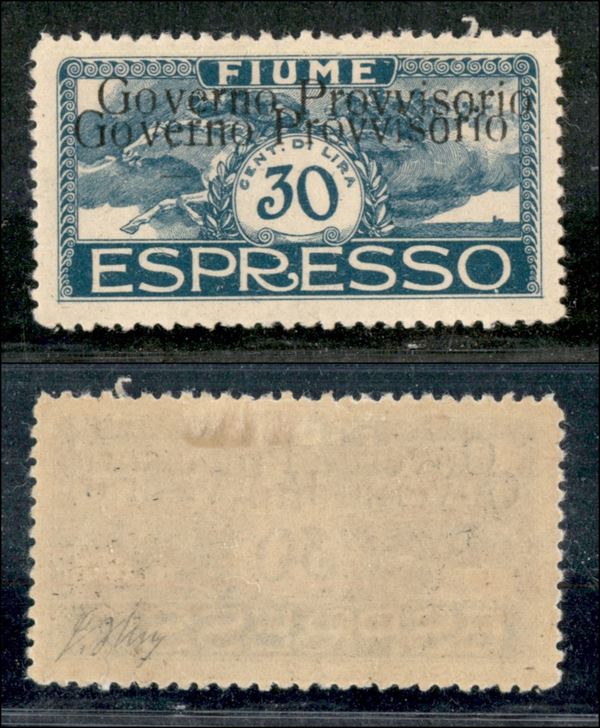 FIUME
Governo Provvisorio
Governo Provvisorio
CENT. DI LIRA
30
ESPRESSO